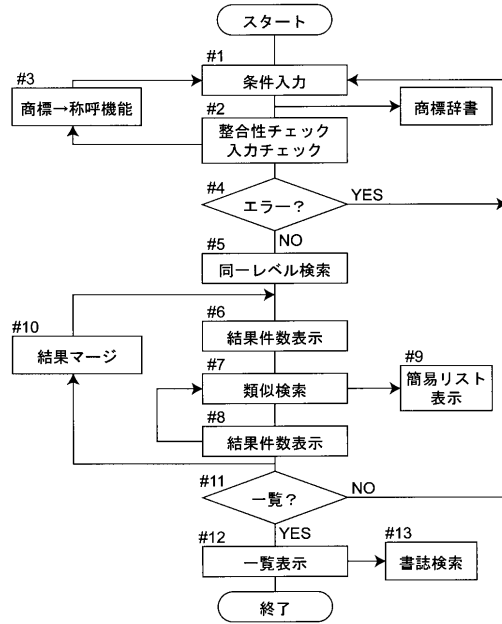 スタート
#1
条件入力
#3
商標→称呼機能
商標辞書
#2
整合性チェック
入力チェック
#4
エラー？
YES
NO
#5
同一レベル検索
#10
結果マージ
#6
結果件数表示
#7
類似検索
#9
簡易リスト
表示
#8
結果件数表示
#11
一覧？
NO
YES
#12
一覧表示
#13
書誌検索
終了